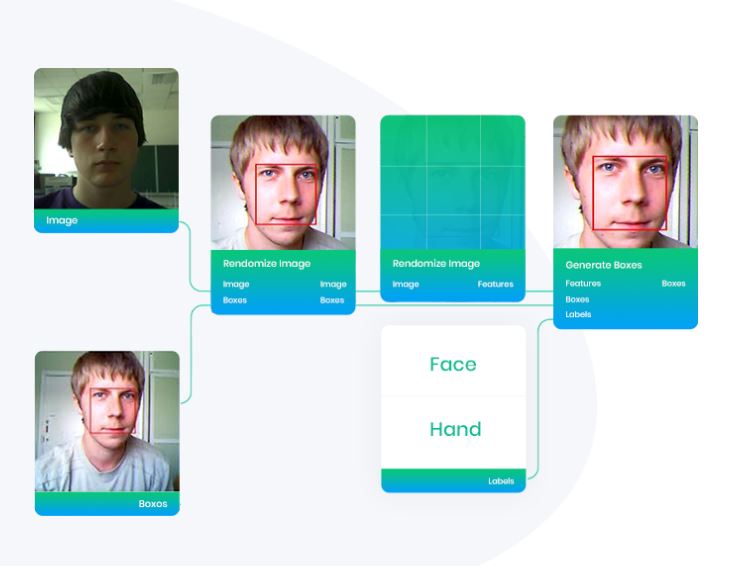 Image
Rendomize Image
Image Image
Boxes Boxes
Rendomize Image
Image Features
Generate Boxes
Features Boxes
Boxes
Labels
Boxos
Face
Hand
Labels